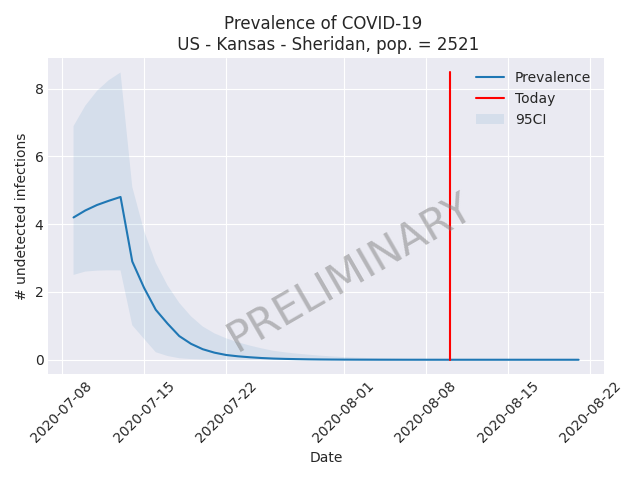 Prevalence of COVID-19
US - Kansas - Sheridan, pop. = 2521
Prevalence
Today
95CI
# undetected infections
8
6
4
2
0
PRELIMINARY
2020-07-08
2020-07-15
2020-07-22
2020-08-01
2020-08-08
2020-08-15
2020-08-22
Date